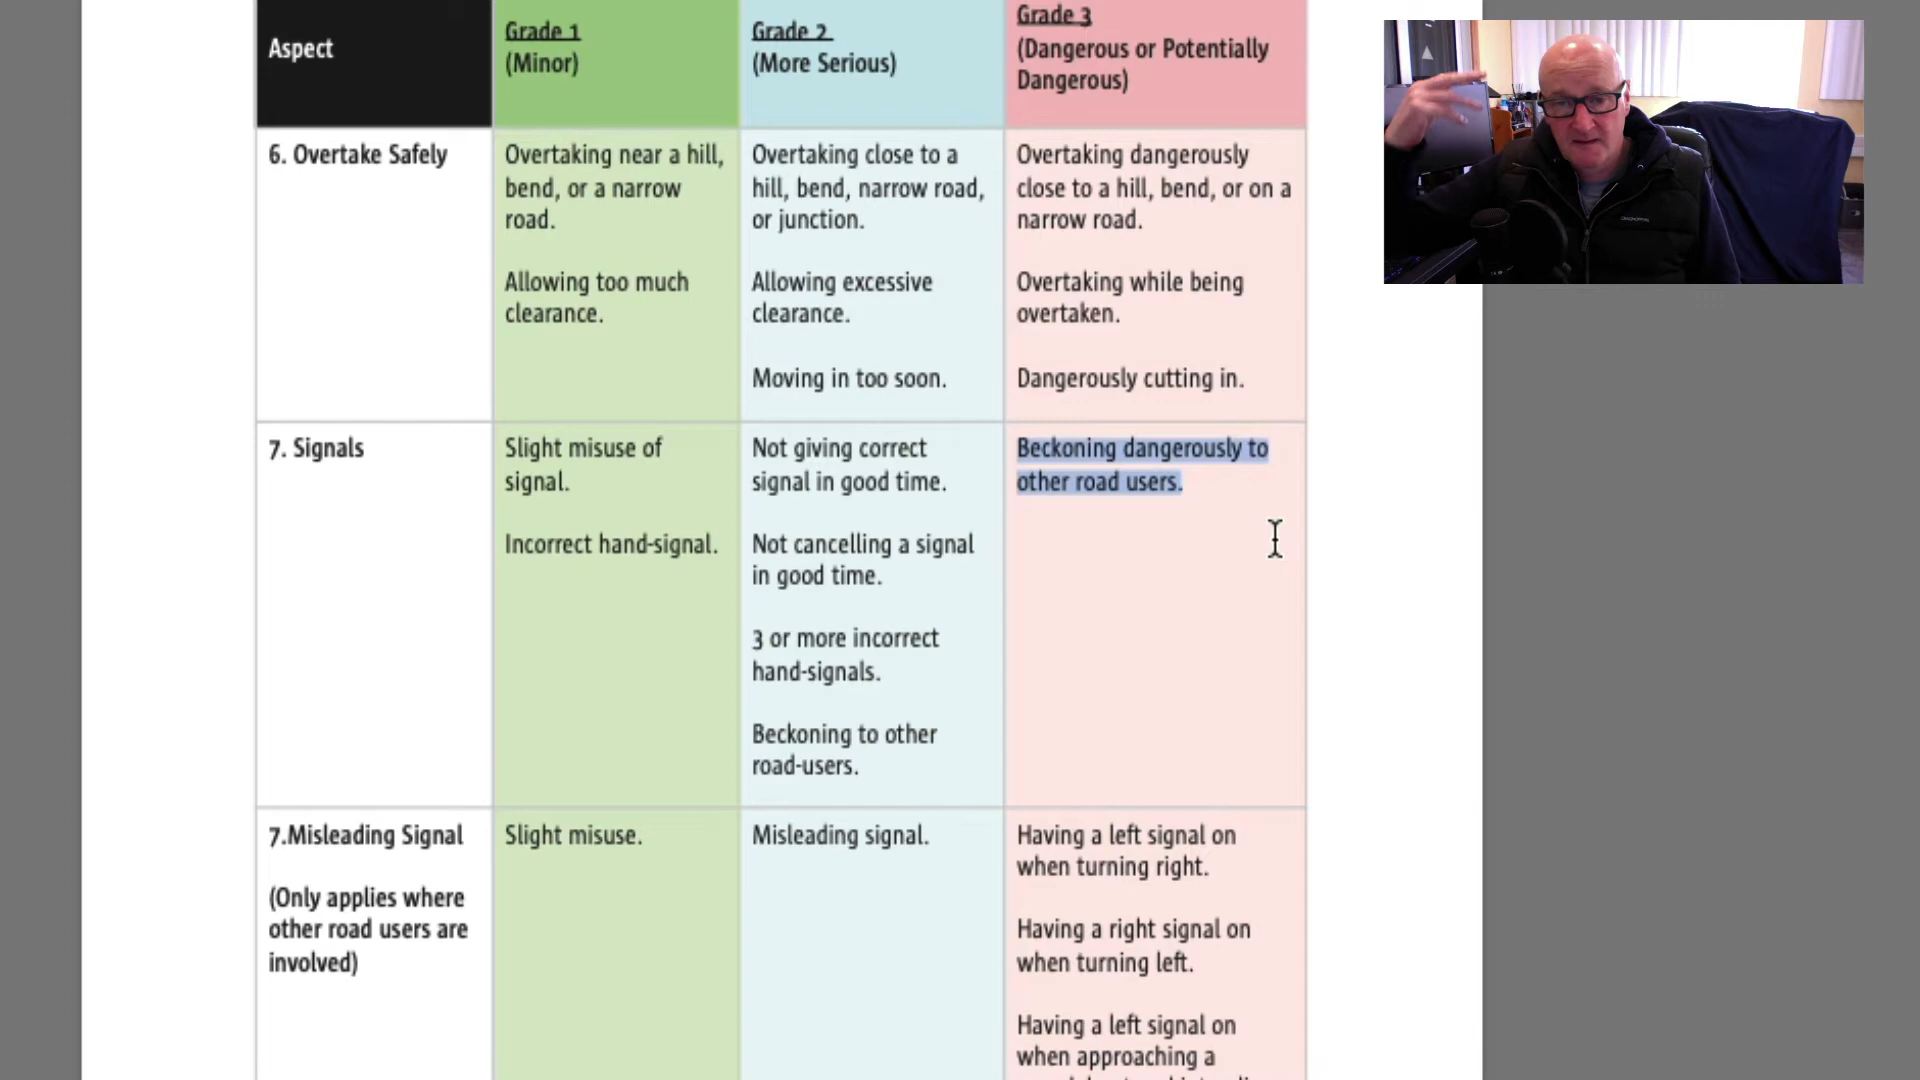 Aspect
Grade 1
(Minor)
Grade 2
(More Serious)
Grade 3
(Dangerous or Potentially
Dangerous)
6. Overtake Safely
Overtaking near a hill,
bend, or a narrow
road.
Allowing too much
clearance.
Overtaking close to a
hill, bend, narrow road,
or junction.
Allowing excessive
clearance.
Moving in too soon.
Overtaking dangerously
close to a hill, bend, or on a
narrow road.
Overtaking while being
overtaken.
Dangerously cutting in.
7. Signals
Slight misuse of
signal.
Incorrect hand-signal.
Not giving correct
signal in good time.
Not cancelling a signal
in good time.
3 or more incorrect
hand-signals.
Beckoning to other
road-users.
Beckoning dangerously to
other road users.
7.Misleading Signal
(Only applies where
other road users are
involved)
Slight misuse.
Misleading signal.
Having a left signal on
when turning right.
Having a right signal on
when turning left.
Having a left signal on
when approaching a